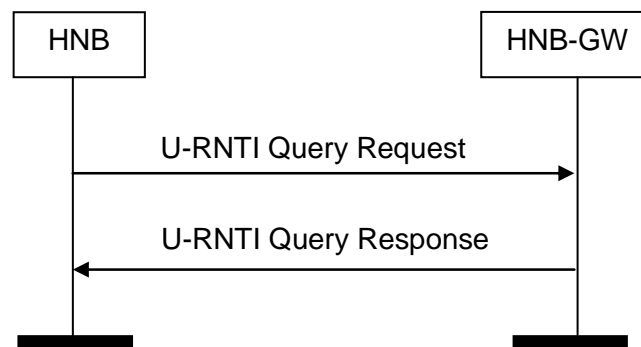 HNB
HNB-GW
U-RNTI Query Request
U-RNTI Query Response